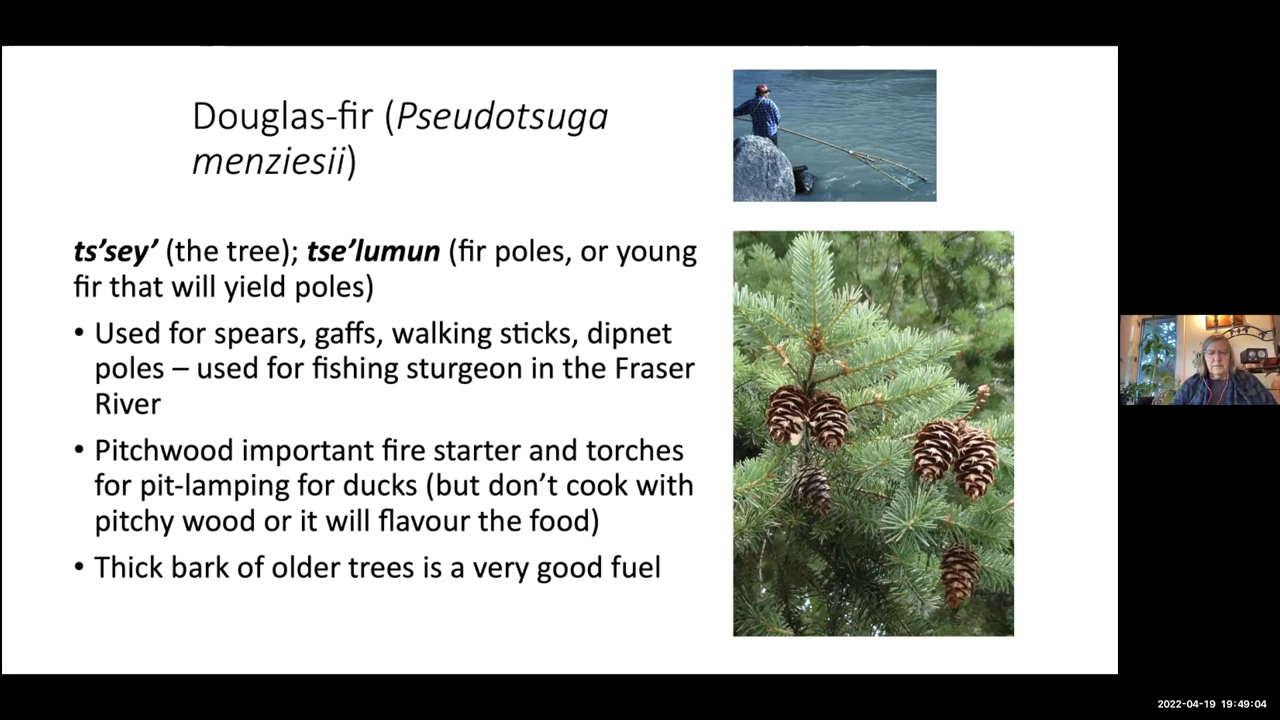 Douglas-fir (Pseudotsuga
menziesii)
ts’sey’ (the tree); tse’lumun (fir poles, or young
fir that will yield poles)
• Used for spears, gaffs, walking sticks, dipnet
poles – used for fishing sturgeon in the Fraser
River
• Pitchwood important fire starter and torches
for pit-lamping for ducks (but don’t cook with
pitchy wood or it will flavour the food)
• Thick bark of older trees is a very good fuel
2022-04-19 19:49:04